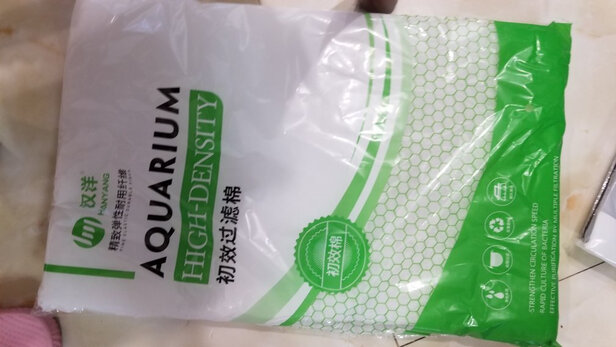 汉洋
HANYANG
精致弹性耐用纤绒
AQUARIUM
HIGH-DENSITY
初效过滤棉
初效棉
STRENGTHEN CIRCULATION SPEED
RAPID CULTURE OF BACTERIA
EFFECTIVE PURIFICATION BY MULTIPLE FILTRATION